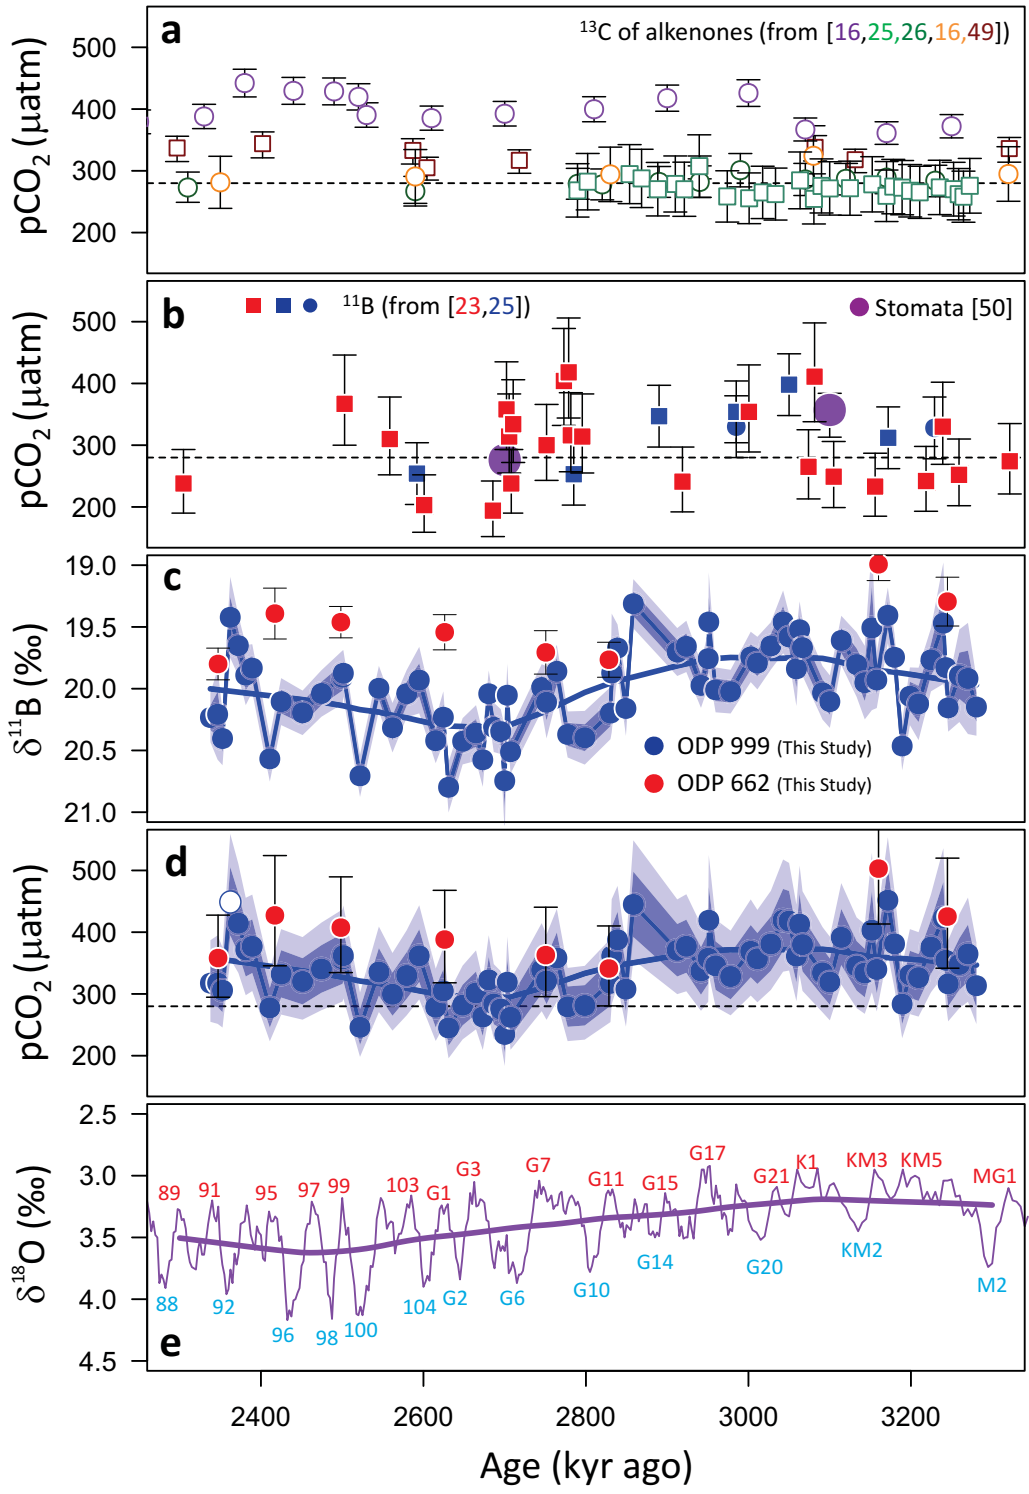 a
¹³C of alkenones (from [16,25,26,16,49])
pCO₂ (µatm)
500
400
300
200
b
¹¹B (from [23,25])
Stomata [50]
pCO₂ (µatm)
500
400
300
200
c
δ¹¹B (‰)
19.0
19.5
20.0
20.5
21.0
ODP 999 (This Study)
ODP 662 (This Study)
d
pCO₂ (µatm)
500
400
300
200
e
δ¹⁸O (‰)
2.5
3.0
3.5
4.0
4.5
89 91 95 97 99 103 G1 G3 G7 G11 G15 G17 G21 K1 KM3 KM5 MG1
88 92 96 98 100 104 G2 G6 G10 G14 G20 KM2 M2
2400 2600 2800 3000 3200
Age (kyr ago)